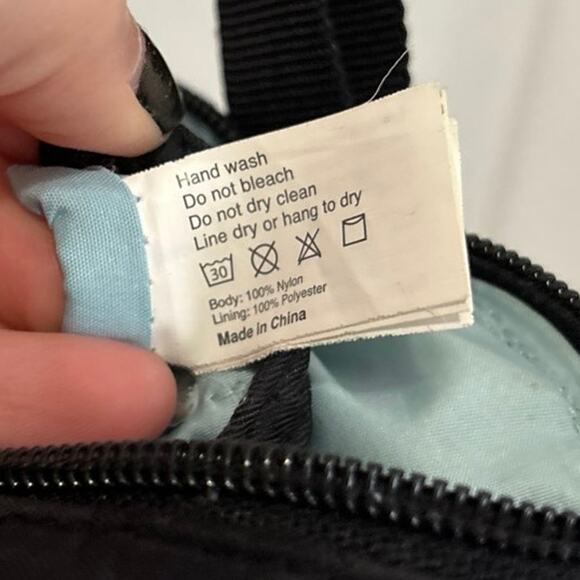 Hand wash
Do not bleach
Do not dry clean
Line dry or hang to dry
30
Body: 100% Nylon
Lining: 100% Polyester
Made in China